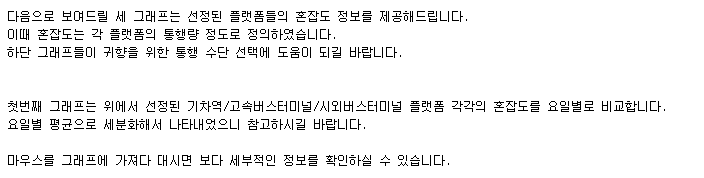 다음으로 보여드릴 세 그래프는 선정된 플랫폼들의 혼잡도 정보를 제공해드립니다.
이때 혼잡도는 각 플랫폼의 통행량 정도로 정의하였습니다.
하단 그래프들이 귀향을 위한 통행 수단 선택에 도움이 되길 바랍니다.
첫번째 그래프는 위에서 선정된 기차역/고속버스터미널/시외버스터미널 플랫폼 각각의 혼잡도를 요일별로 비교합니다.
요일별 평균으로 세분화해서 나타내었으니 참고하시길 바랍니다.
마우스를 그래프에 가져다 대시면 보다 세부적인 정보를 확인하실 수 있습니다.